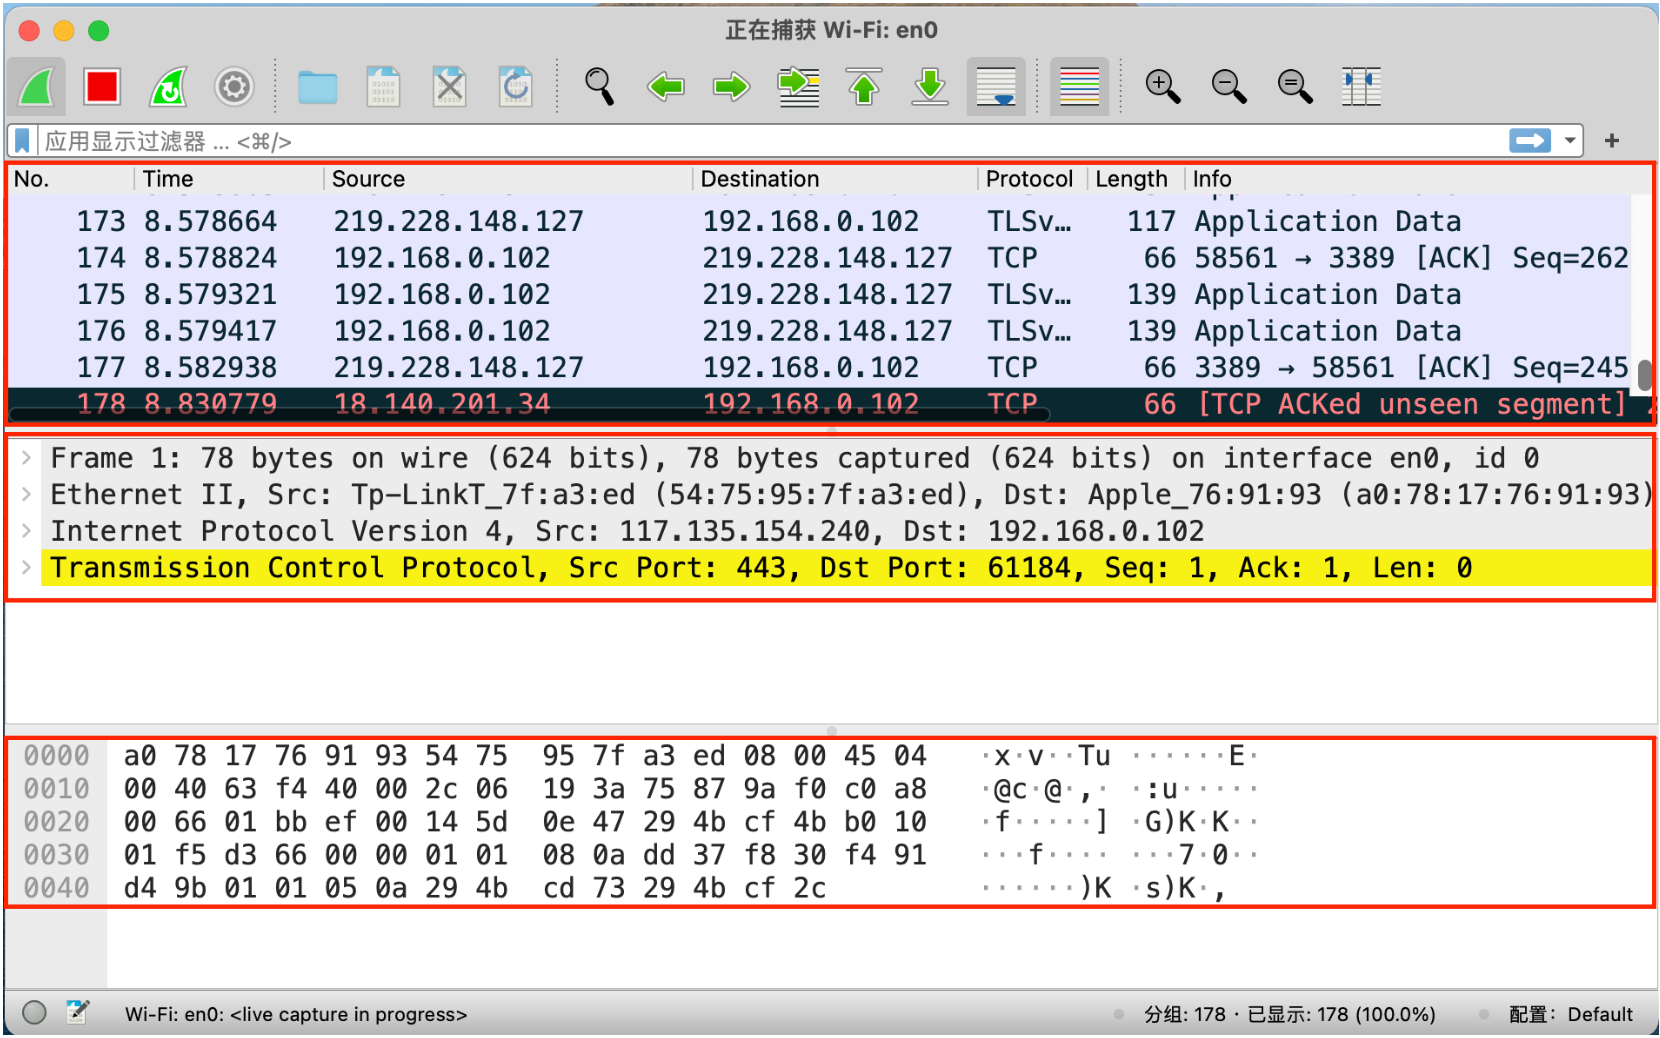 正在捕获 Wi-Fi: en0
应用显示过滤器 … <⌘/>
No. Time Source Destination Protocol Length Info
173 8.578664 219.228.148.127 192.168.0.102 TLSv… 117 Application Data
174 8.578824 192.168.0.102 219.228.148.127 TCP 66 58561 → 3389 [ACK] Seq=262
175 8.579321 192.168.0.102 219.228.148.127 TLSv… 139 Application Data
176 8.579417 192.168.0.102 219.228.148.127 TLSv… 139 Application Data
177 8.582938 219.228.148.127 192.168.0.102 TCP 66 3389 → 58561 [ACK] Seq=245
178 8.830779 18.140.201.34 192.168.0.102 TCP 66 [TCP ACKed unseen segment]
Frame 1: 78 bytes on wire (624 bits), 78 bytes captured (624 bits) on interface en0, id 0
Ethernet II, Src: Tp-LinkT_7f:a3:ed (54:75:95:7f:a3:ed), Dst: Apple_76:91:93 (a0:78:17:76:91:93)
Internet Protocol Version 4, Src: 117.135.154.240, Dst: 192.168.0.102
Transmission Control Protocol, Src Port: 443, Dst Port: 61184, Seq: 1, Ack: 1, Len: 0
0000 a0 78 17 76 91 93 54 75 95 7f a3 ed 08 00 45 04 ·x·v··Tu ······E·
0010 00 40 63 f4 40 00 2c 06 19 3a 75 87 9a f0 c0 a8 ·@c·@·,· ·:u·····
0020 00 66 01 bb ef 00 14 5d 0e 47 29 4b cf 4b b0 10 ·f·····] ·G)K·K··
0030 01 f5 d3 66 00 00 01 01 08 0a dd 37 f8 30 f4 91 ···f···· ···7·0··
0040 d4 9b 01 01 05 0a 29 4b cd 73 29 4b cf 2c ······)K ·s)K·,
Wi-Fi: en0: <live capture in progress> 分组: 178 · 已显示: 178 (100.0%) 配置: Default